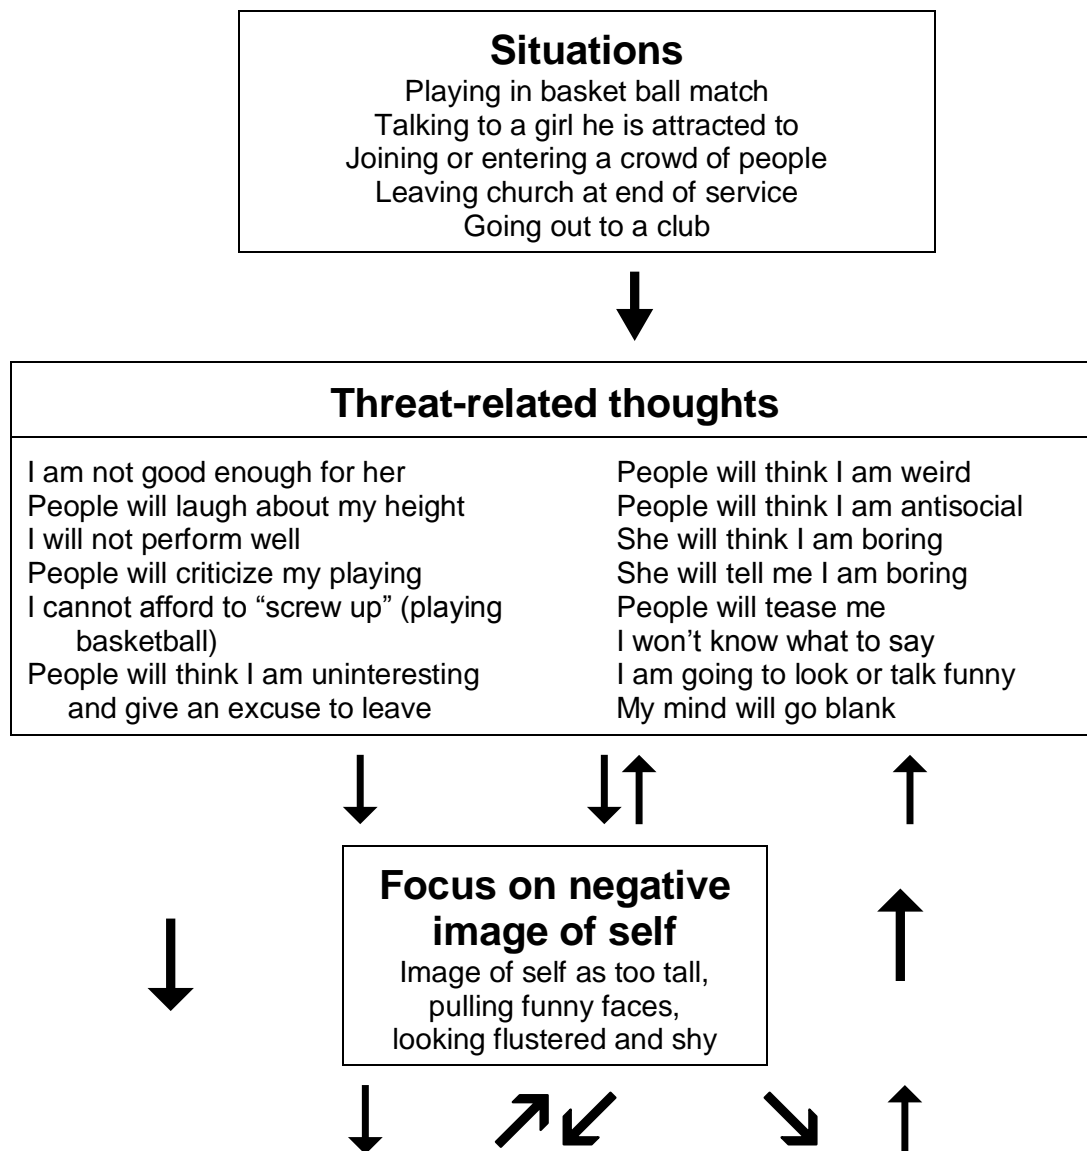 Situations
Playing in basket ball match
Talking to a girl he is attracted to
Joining or entering a crowd of people
Leaving church at end of service
Going out to a club
Threat-related thoughts
I am not good enough for her
People will laugh about my height
I will not perform well
People will criticize my playing
I cannot afford to “screw up” (playing
basketball)
People will think I am uninteresting
and give an excuse to leave
People will think I am weird
People will think I am antisocial
She will think I am boring
She will tell me I am boring
People will tease me
I won’t know what to say
I am going to look or talk funny
My mind will go blank
Focus on negative
image of self
Image of self as too tall,
pulling funny faces,
looking flustered and shy